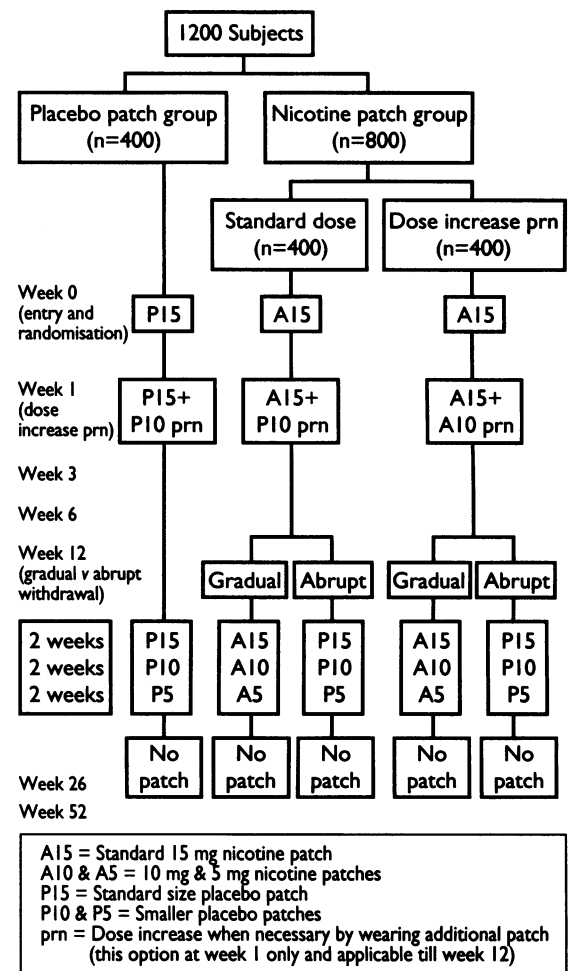 1200 Subjects
Placebo patch group
(n=400)
Nicotine patch group
(n=800)
Standard dose
(n=400)
Dose increase prn
(n=400)
Week 0
(entry and
randomisation)
P15
A15
A15
Week 1
(dose
increase prn)
P15+
P10 prn
A15+
P10 prn
A15+
A10 prn
Week 3
Week 6
Week 12
(gradual v abrupt
withdrawal)
Gradual
Abrupt
Gradual
Abrupt
2 weeks P15 A15 P15 A15 P15
2 weeks P10 A10 P10 A10 P10
2 weeks P5 A5 P5 A5 P5
No
patch
No
patch
No
patch
No
patch
No
patch
Week 26
Week 52
A15 = Standard 15 mg nicotine patch
A10 & A5 = 10 mg & 5 mg nicotine patches
P15 = Standard size placebo patch
P10 & P5 = Smaller placebo patches
prn = Dose increase when necessary by wearing additional patch
(this option at week 1 only and applicable till week 12)